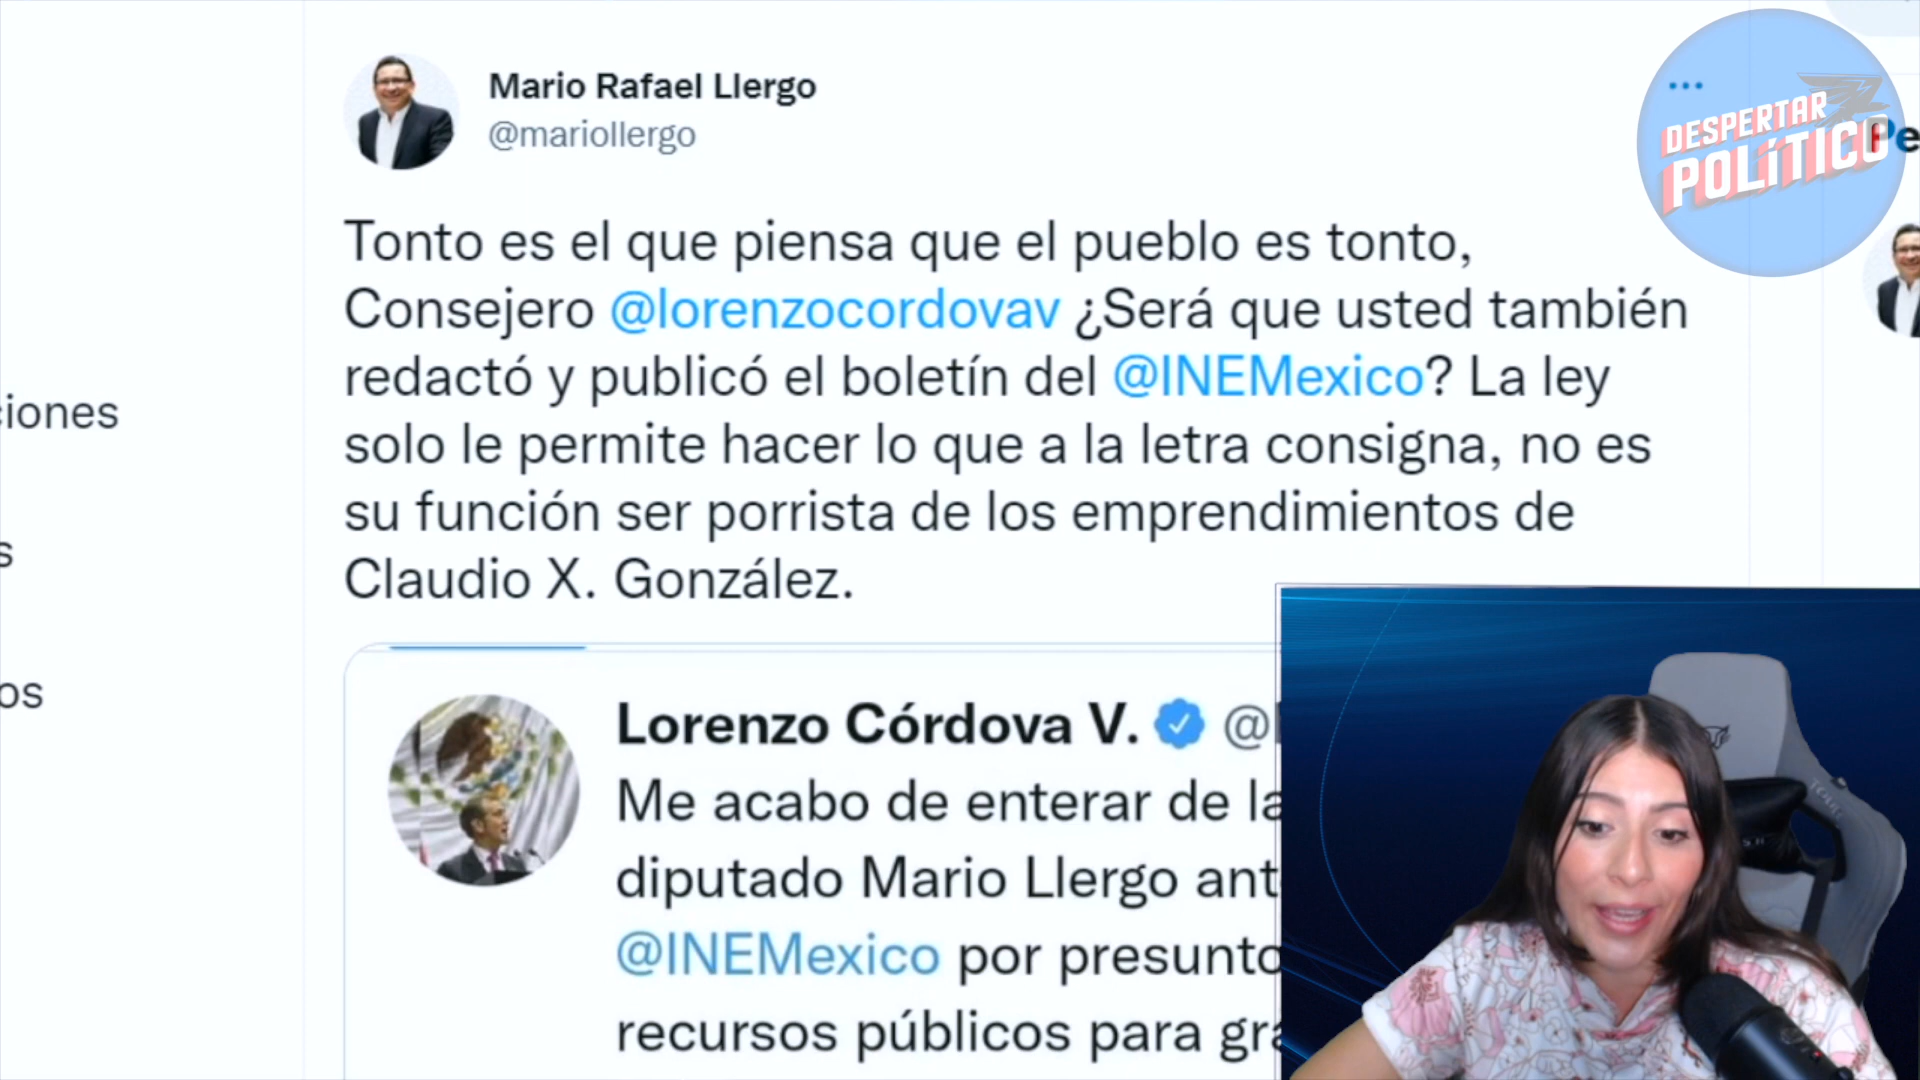 Mario Rafael Llergo
@mariollergo
Tonto es el que piensa que el pueblo es tonto,
Consejero @lorenzocordovav ¿Será que usted también
redactó y publicó el boletín del @INEMexico? La ley
solo le permite hacer lo que a la letra consigna, no es
su función ser porrista de los emprendimientos de
Claudio X. González.
Lorenzo Córdova V. @
Me acabo de enterar de la
diputado Mario Llergo ant
@INEMexico por presunto
recursos públicos para gra
DESPERTAR
POLÍTICO
Pe
ciones
s
os